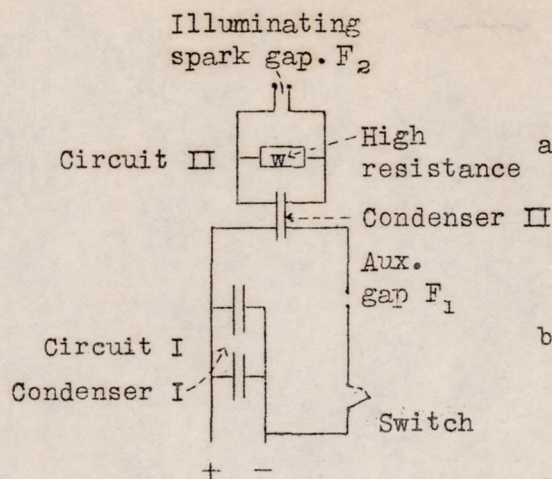 Illuminating
spark gap. F₂
Circuit II
W
High
resistance
a
Condenser II
Aux.
gap F₁
Circuit I
b
Condenser I
Switch
+ −